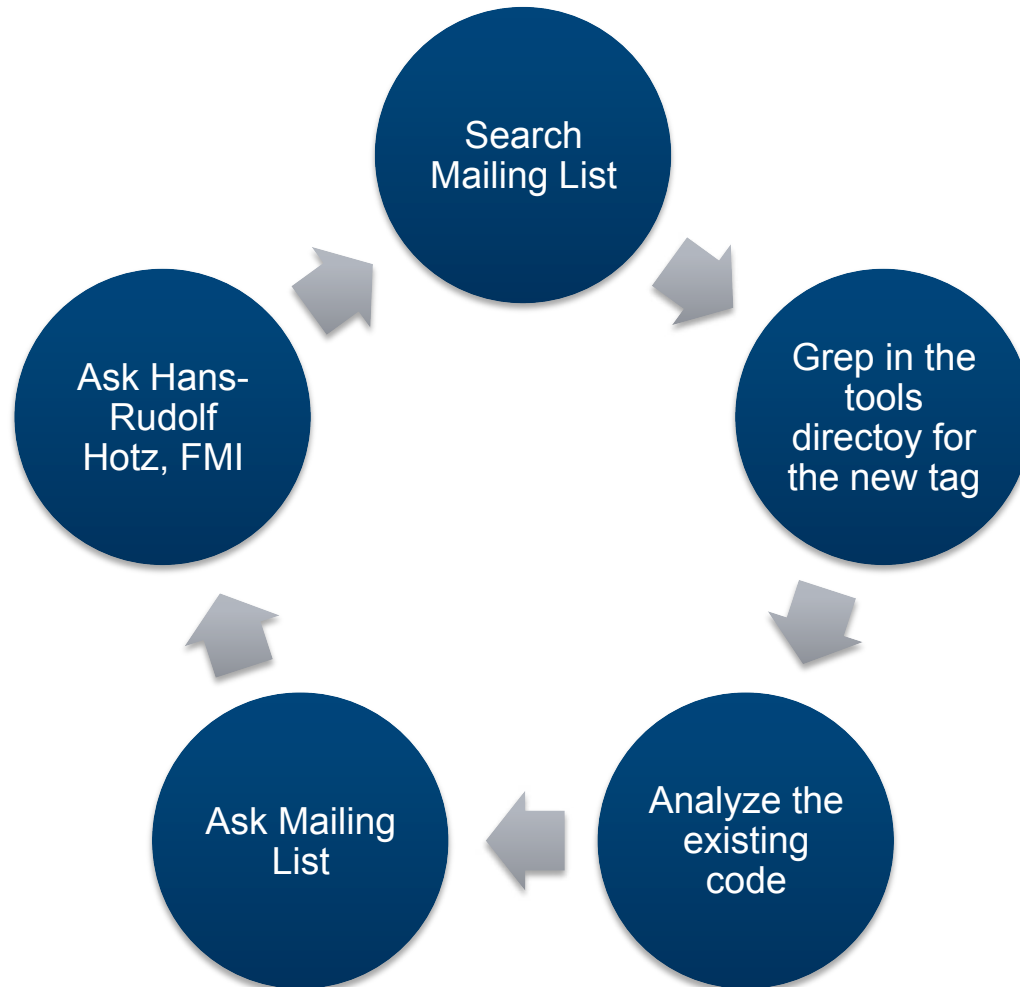 Search
Mailing List
Grep in the
tools
directoy for
the new tag
Analyze the
existing
code
Ask Mailing
List
Ask Hans-
Rudolf
Hotz, FMI